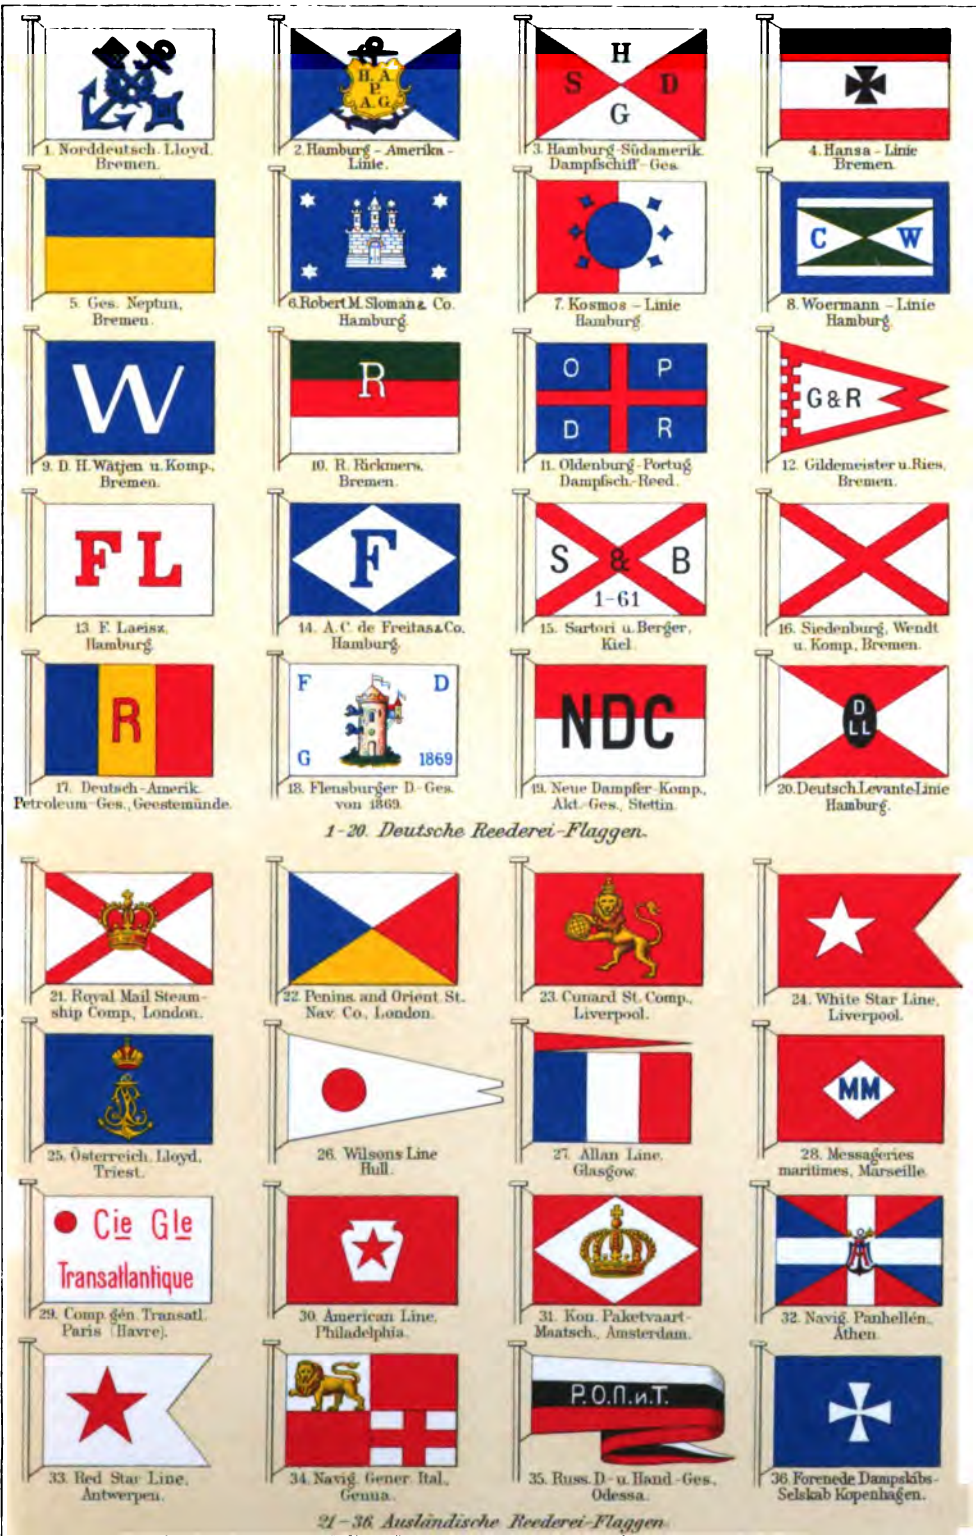 H. A.
P.
A. G.
H
S D
G
1. Norddeutsch. Lloyd,
Bremen.
2. Hamburg - Amerika -
Linie.
3. Hamburg-Südamerik.
Dampfschiff-Ges.
4. Hansa - Linie
Bremen.
C W
5. Ges. Neptun,
Bremen.
6. Robert M. Sloman & Co.
Hamburg.
7. Kosmos - Linie
Hamburg.
8. Woermann - Linie
Hamburg.
W
R
O P
D R
G & R
9. D. H. Wätjen u. Komp.,
Bremen.
10. R. Rickmers,
Bremen.
11. Oldenburg-Portug.
Dampfsch.-Reed.
12. Gildemeister u. Ries,
Bremen.
F L
F
S & B
1-61
13. F. Laeisz,
Hamburg.
14. A. C. de Freitas & Co.
Hamburg.
15. Sartori u. Berger,
Kiel.
16. Siedenburg, Wendt
u. Komp., Bremen.
R
F D
G 1869
NDC
D
LL
17. Deutsch-Amerik.
Petroleum-Ges., Geestemünde.
18. Flensburger D.-Ges.
von 1869.
19. Neue Dampfer-Komp.,
Akt.-Ges., Stettin.
20. Deutsch. Levante-Linie
Hamburg.
1-20. Deutsche Reederei-Flaggen.
21. Royal Mail Steam-
ship Comp., London.
22. Penins. and Orient. St.
Nav. Co., London.
23. Cunard St. Comp.,
Liverpool.
24. White Star Line,
Liverpool.
MM
25. Österreich. Lloyd,
Triest.
26. Wilsons Line
Hull.
27. Allan Line,
Glasgow.
28. Messageries
maritimes, Marseille.
Cie Gle
Transatlantique
29. Comp. gén. Transatl.
Paris (Havre).
30. American Line,
Philadelphia.
31. Kon. Paketvaart-
Maatsch., Amsterdam.
32. Navig. Panhellén.,
Athen.
Р.О.П.и.Т.
33. Red Star Line,
Antwerpen.
34. Navig. Gener. Ital.,
Genua.
35. Russ. D.- u. Hand.-Ges.,
Odessa.
36. Forenede Dampskibs-
Selskab Kopenhagen.
21-36. Ausländische Reederei-Flaggen.